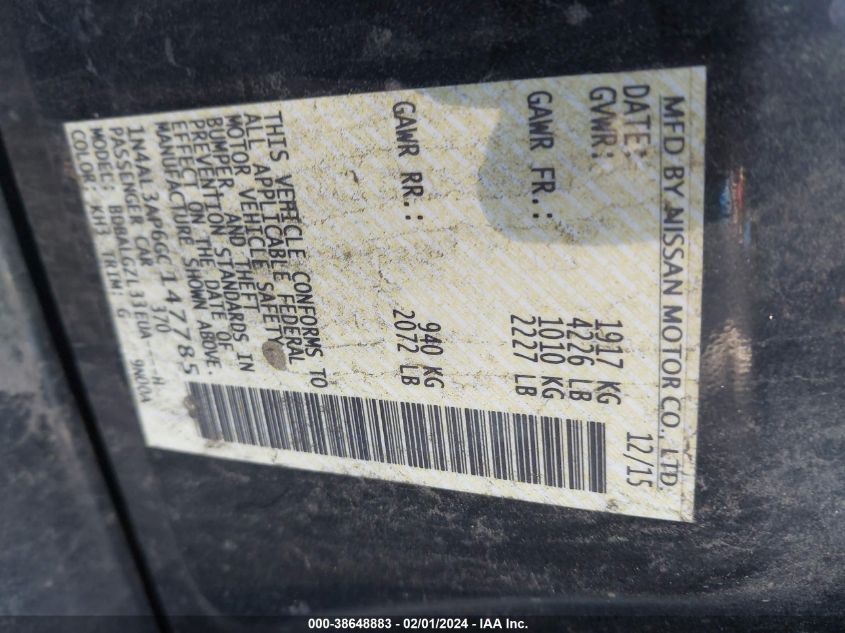 MFD BY NISSAN MOTOR CO., LTD.
DATE: 12/15
GVWR: 1917 KG
4226 LB
GAWR FR.: 1010 KG
2227 LB
GAWR RR.: 940 KG
2072 LB
THIS VEHICLE CONFORMS TO
ALL APPLICABLE FEDERAL
MOTOR VEHICLE SAFETY,
BUMPER, AND THEFT
PREVENTION STANDARDS IN
EFFECT ON THE DATE OF
MANUFACTURE SHOWN ABOVE.
1N4AL3AP6GC147785
PASSENGER CAR 370
MODEL: BDBALGZL33EUA----H
COLOR: KH3 TRIM: G 9N20A
000-38648883 - 02/01/2024 - IAA Inc.